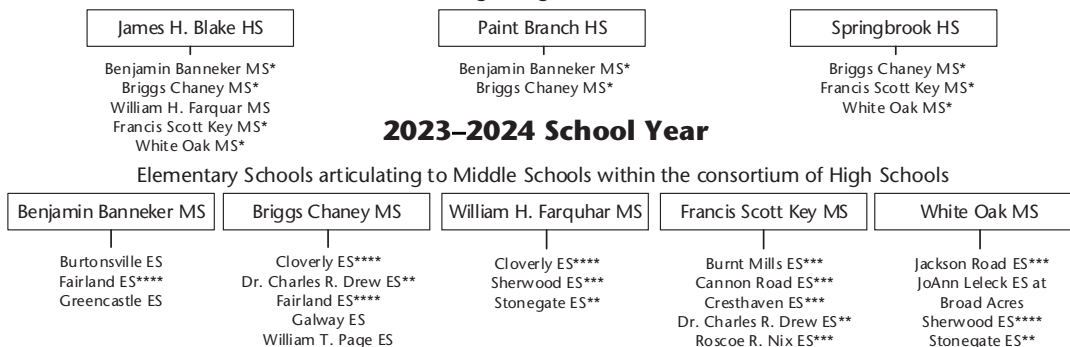 James H. Blake HS
Paint Branch HS
Springbrook HS
Benjamin Banneker MS*
Briggs Chaney MS*
William H. Farquar MS
Francis Scott Key MS*
White Oak MS*
Benjamin Banneker MS*
Briggs Chaney MS*
Briggs Chaney MS*
Francis Scott Key MS*
White Oak MS*
2023–2024 School Year
Elementary Schools articulating to Middle Schools within the consortium of High Schools
Benjamin Banneker MS
Briggs Chaney MS
William H. Farquhar MS
Francis Scott Key MS
White Oak MS
Burtonsville ES
Fairland ES****
Greencastle ES
Cloverly ES****
Dr. Charles R. Drew ES**
Fairland ES****
Galway ES
William T. Page ES
Cloverly ES****
Sherwood ES***
Stonegate ES**
Burnt Mills ES***
Cannon Road ES***
Cresthaven ES***
Dr. Charles R. Drew ES**
Roscoe R. Nix ES***
Jackson Road ES***
JoAnn Leleck ES at
Broad Acres
Sherwood ES****
Stonegate ES**